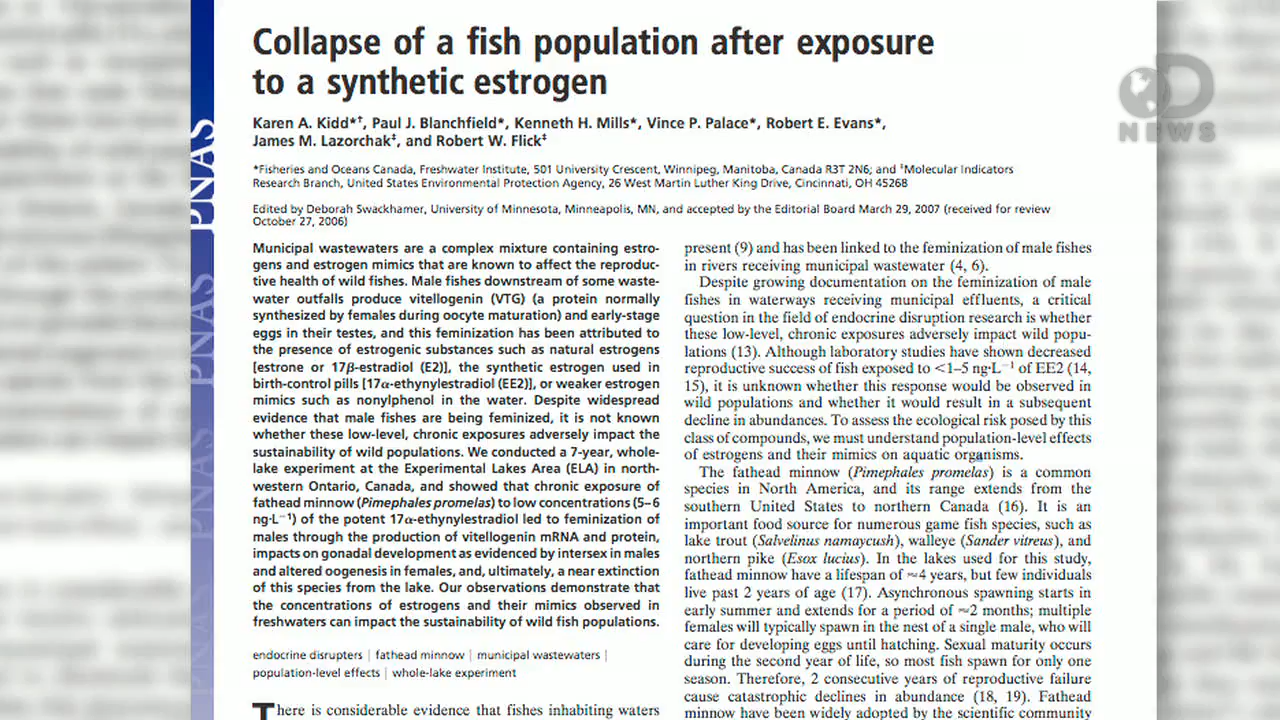 Collapse of a fish population after exposure
to a synthetic estrogen
Karen A. Kidd*†, Paul J. Blanchfield*, Kenneth H. Mills*, Vince P. Palace*, Robert E. Evans*,
James M. Lazorchak‡, and Robert W. Flick‡
*Fisheries and Oceans Canada, Freshwater Institute, 501 University Crescent, Winnipeg, Manitoba, Canada R3T 2N6; and ‡Molecular Indicators
Research Branch, United States Environmental Protection Agency, 26 West Martin Luther King Drive, Cincinnati, OH 45268
Edited by Deborah Swackhamer, University of Minnesota, Minneapolis, MN, and accepted by the Editorial Board March 29, 2007 (received for review
October 27, 2006)
Municipal wastewaters are a complex mixture containing estro-
gens and estrogen mimics that are known to affect the reproduc-
tive health of wild fishes. Male fishes downstream of some waste-
water outfalls produce vitellogenin (VTG) (a protein normally
synthesized by females during oocyte maturation) and early-stage
eggs in their testes, and this feminization has been attributed to
the presence of estrogenic substances such as natural estrogens
[estrone or 17β-estradiol (E2)], the synthetic estrogen used in
birth-control pills [17α-ethynylestradiol (EE2)], or weaker estrogen
mimics such as nonylphenol in the water. Despite widespread
evidence that male fishes are being feminized, it is not known
whether these low-level, chronic exposures adversely impact the
sustainability of wild populations. We conducted a 7-year, whole-
lake experiment at the Experimental Lakes Area (ELA) in north-
western Ontario, Canada, and showed that chronic exposure of
fathead minnow (Pimephales promelas) to low concentrations (5–6
ng·L⁻¹) of the potent 17α-ethynylestradiol led to feminization of
males through the production of vitellogenin mRNA and protein,
impacts on gonadal development as evidenced by intersex in males
and altered oogenesis in females, and, ultimately, a near extinction
of this species from the lake. Our observations demonstrate that
the concentrations of estrogens and their mimics observed in
freshwaters can impact the sustainability of wild fish populations.
endocrine disrupters | fathead minnow | municipal wastewaters |
population-level effects | whole-lake experiment
There is considerable evidence that fishes inhabiting waters
present (9) and has been linked to the feminization of male fishes
in rivers receiving municipal wastewater (4, 6).
Despite growing documentation on the feminization of male
fishes in waterways receiving municipal effluents, a critical
question in the field of endocrine disruption research is whether
these low-level, chronic exposures adversely impact wild popu-
lations (13). Although laboratory studies have shown decreased
reproductive success of fish exposed to <1–5 ng·L⁻¹ of EE2 (14,
15), it is unknown whether this response would be observed in
wild populations and whether it would result in a subsequent
decline in abundances. To assess the ecological risk posed by this
class of compounds, we must understand population-level effects
of estrogens and their mimics on aquatic organisms.
The fathead minnow (Pimephales promelas) is a common
species in North America, and its range extends from the
southern United States to northern Canada (16). It is an
important food source for numerous game fish species, such as
lake trout (Salvelinus namaycush), walleye (Sander vitreus), and
northern pike (Esox lucius). In the lakes used for this study,
fathead minnow have a lifespan of ≈4 years, but few individuals
live past 2 years of age (17). Asynchronous spawning starts in
early summer and extends for a period of ≈2 months; multiple
females will typically spawn in the nest of a single male, who will
care for developing eggs until hatching. Sexual maturity occurs
during the second year of life, so most fish spawn for only one
season. Therefore, 2 consecutive years of reproductive failure
cause catastrophic declines in abundance (18, 19). Fathead
minnow have been widely adopted by the scientific community
PNAS
PNAS
PNAS
D
NEWS